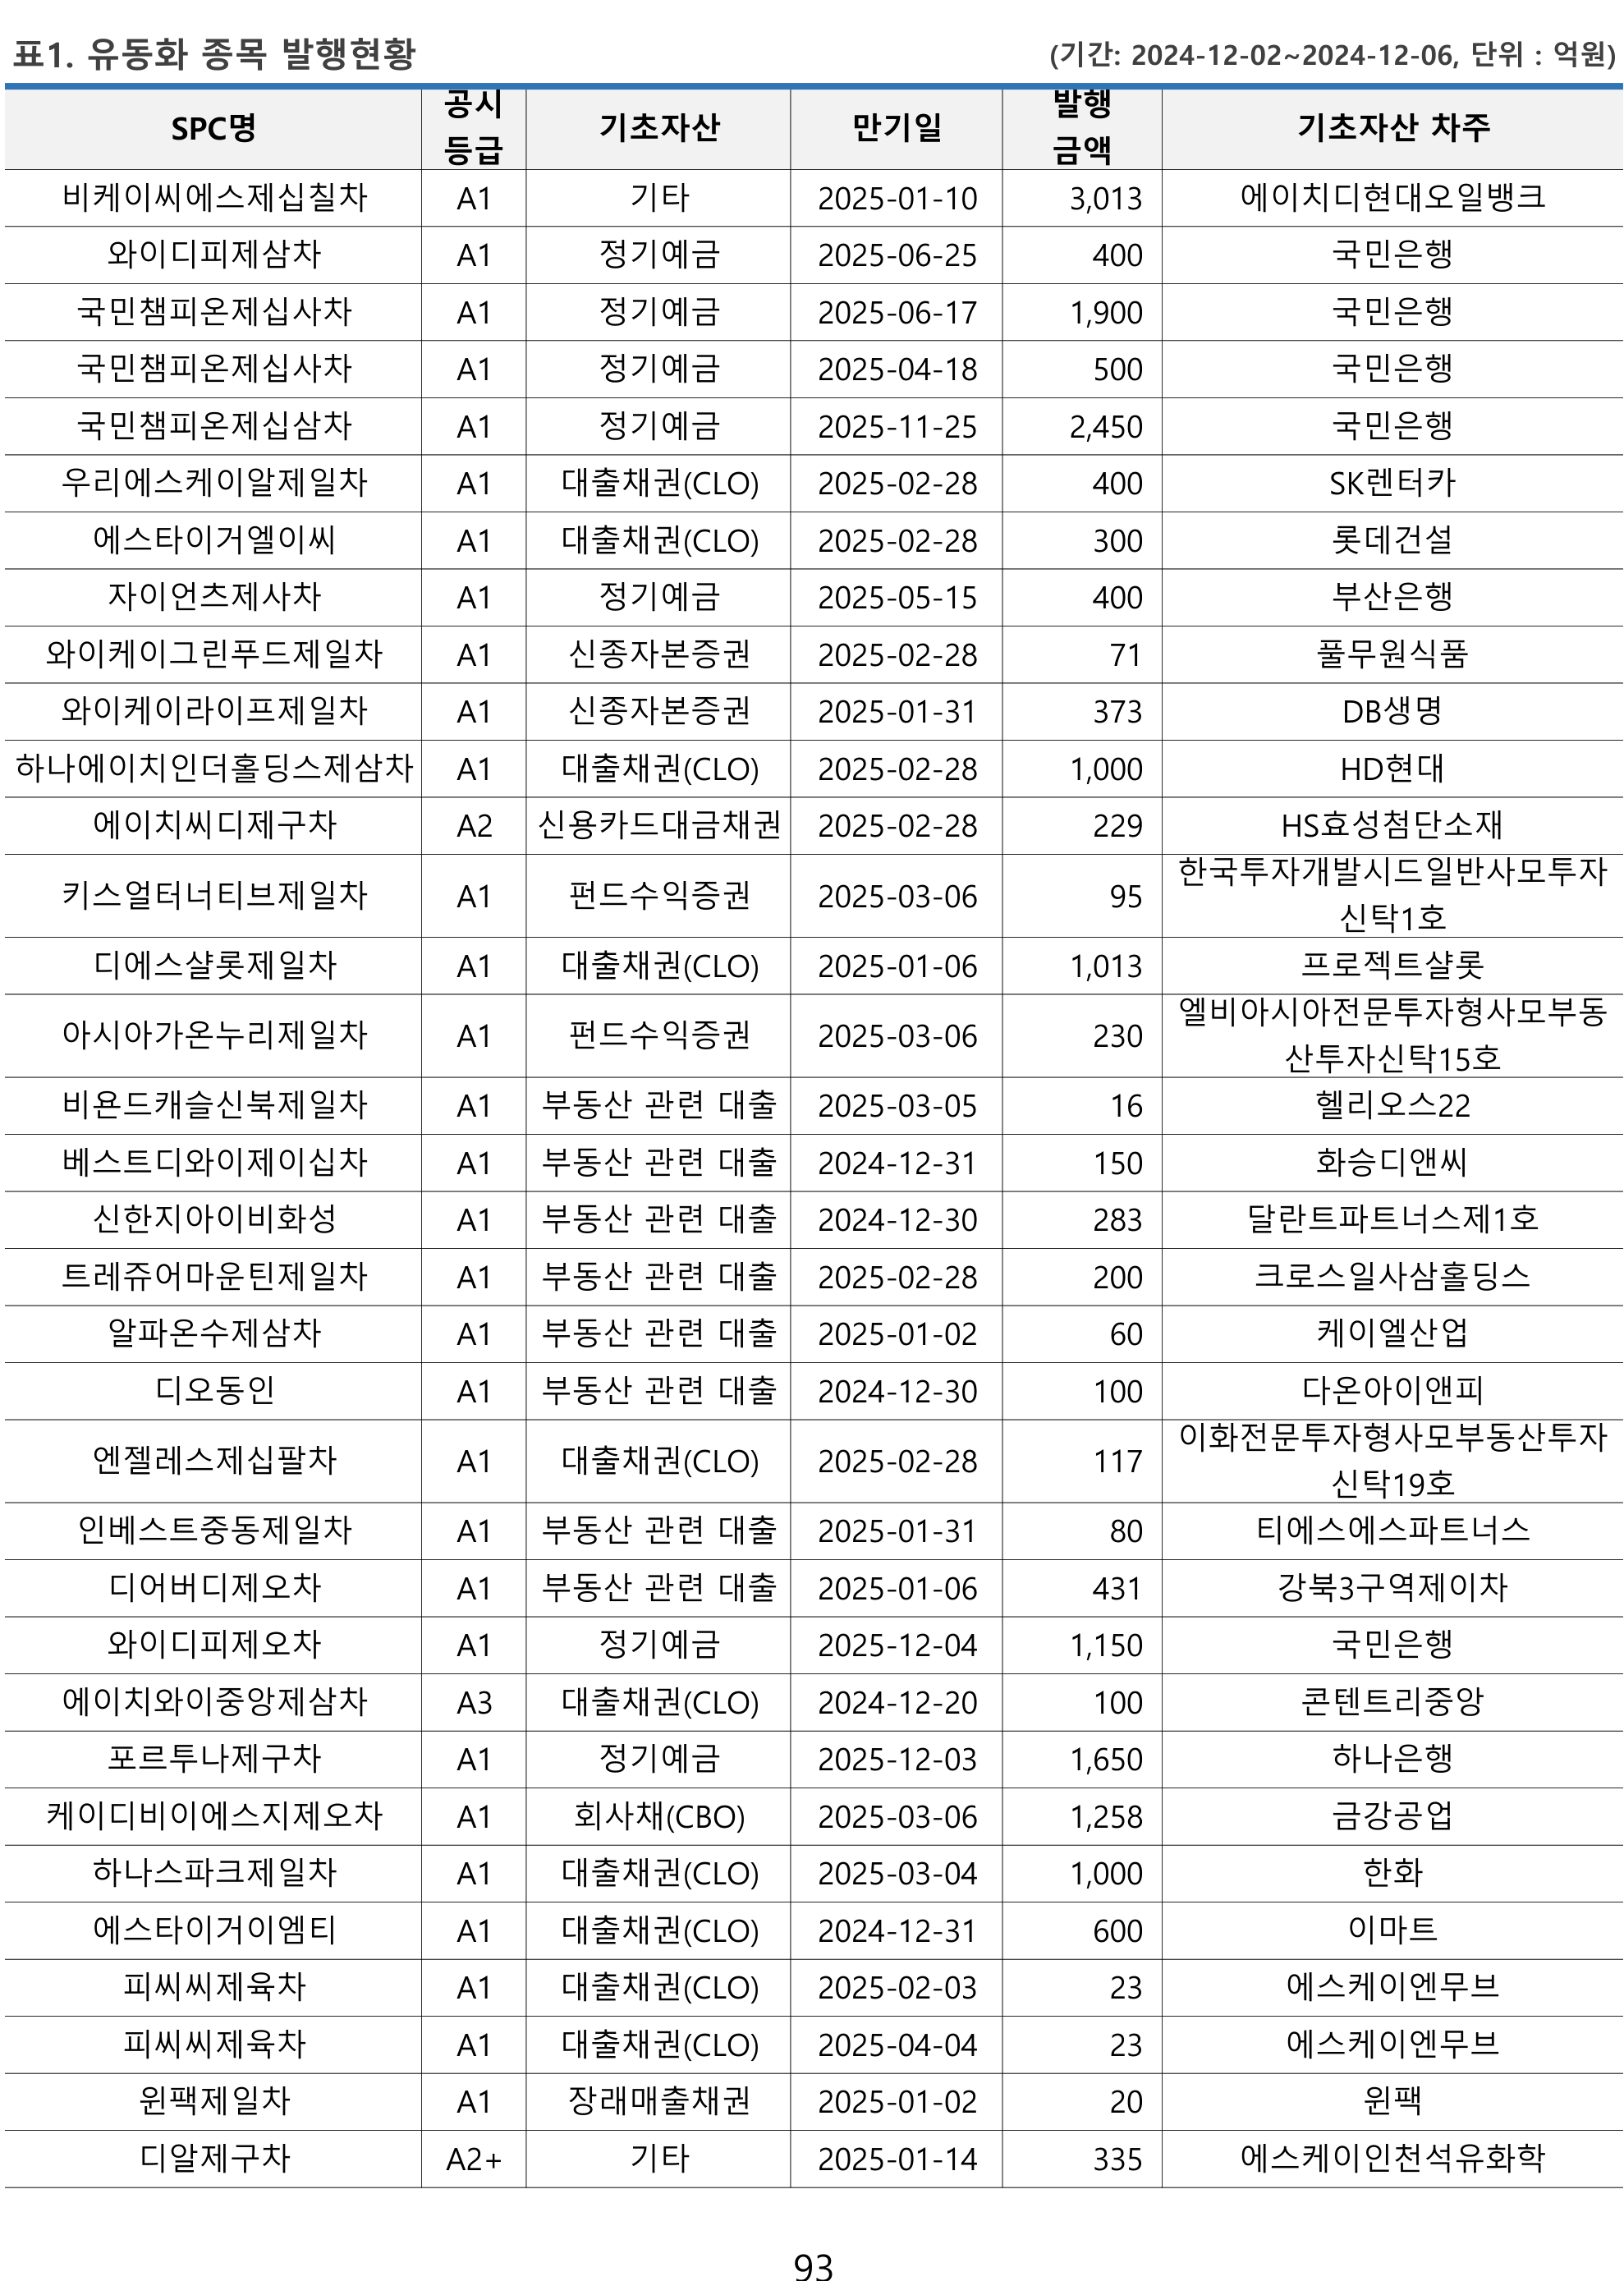 표1. 유동화 종목 발행현황 (기간: 2024-12-02~2024-12-06, 단위 : 억원)
SPC명 공시 등급 기초자산 만기일 발행 금액 기초자산 차주
비케이씨에스제십칠차 A1 기타 2025-01-10 3,013 에이치디현대오일뱅크
와이디피제삼차 A1 정기예금 2025-06-25 400 국민은행
국민챔피온제십사차 A1 정기예금 2025-06-17 1,900 국민은행
국민챔피온제십사차 A1 정기예금 2025-04-18 500 국민은행
국민챔피온제십삼차 A1 정기예금 2025-11-25 2,450 국민은행
우리에스케이알제일차 A1 대출채권(CLO) 2025-02-28 400 SK렌터카
에스타이거엘이씨 A1 대출채권(CLO) 2025-02-28 300 롯데건설
자이언츠제사차 A1 정기예금 2025-05-15 400 부산은행
와이케이그린푸드제일차 A1 신종자본증권 2025-02-28 71 풀무원식품
와이케이라이프제일차 A1 신종자본증권 2025-01-31 373 DB생명
하나에이치인더홀딩스제삼차 A1 대출채권(CLO) 2025-02-28 1,000 HD현대
에이치씨디제구차 A2 신용카드대금채권 2025-02-28 229 HS효성첨단소재
키스얼터너티브제일차 A1 펀드수익증권 2025-03-06 95 한국투자개발시드일반사모투자
신탁1호
디에스샬롯제일차 A1 대출채권(CLO) 2025-01-06 1,013 프로젝트샬롯
아시아가온누리제일차 A1 펀드수익증권 2025-03-06 230 엘비아시아전문투자형사모부동
산투자신탁15호
비욘드캐슬신북제일차 A1 부동산 관련 대출 2025-03-05 16 헬리오스22
베스트디와이제이십차 A1 부동산 관련 대출 2024-12-31 150 화승디앤씨
신한지아이비화성 A1 부동산 관련 대출 2024-12-30 283 달란트파트너스제1호
트레쥬어마운틴제일차 A1 부동산 관련 대출 2025-02-28 200 크로스일사삼홀딩스
알파온수제삼차 A1 부동산 관련 대출 2025-01-02 60 케이엘산업
디오동인 A1 부동산 관련 대출 2024-12-30 100 다온아이앤피
엔젤레스제십팔차 A1 대출채권(CLO) 2025-02-28 117 이화전문투자형사모부동산투자
신탁19호
인베스트중동제일차 A1 부동산 관련 대출 2025-01-31 80 티에스에스파트너스
디어버디제오차 A1 부동산 관련 대출 2025-01-06 431 강북3구역제이차
와이디피제오차 A1 정기예금 2025-12-04 1,150 국민은행
에이치와이중앙제삼차 A3 대출채권(CLO) 2024-12-20 100 콘텐트리중앙
포르투나제구차 A1 정기예금 2025-12-03 1,650 하나은행
케이디비이에스지제오차 A1 회사채(CBO) 2025-03-06 1,258 금강공업
하나스파크제일차 A1 대출채권(CLO) 2025-03-04 1,000 한화
에스타이거이엠티 A1 대출채권(CLO) 2024-12-31 600 이마트
피씨씨제육차 A1 대출채권(CLO) 2025-02-03 23 에스케이엔무브
피씨씨제육차 A1 대출채권(CLO) 2025-04-04 23 에스케이엔무브
윈팩제일차 A1 장래매출채권 2025-01-02 20 윈팩
디알제구차 A2+ 기타 2025-01-14 335 에스케이인천석유화학
93